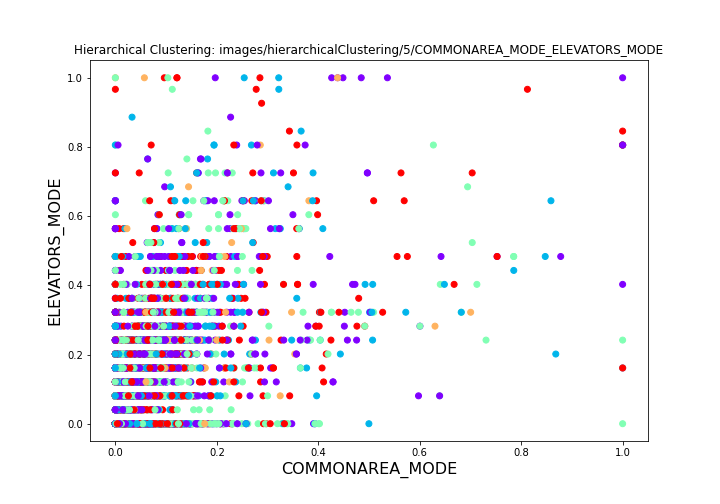 Hierarchical Clustering: images/hierarchicalClustering/5/COMMONAREA_MODE_ELEVATORS_MODE
1.0
0.8
0.6
0.4
0.2
0.0
ELEVATORS_MODE
0.0 0.2 0.4 0.6 0.8 1.0
COMMONAREA_MODE